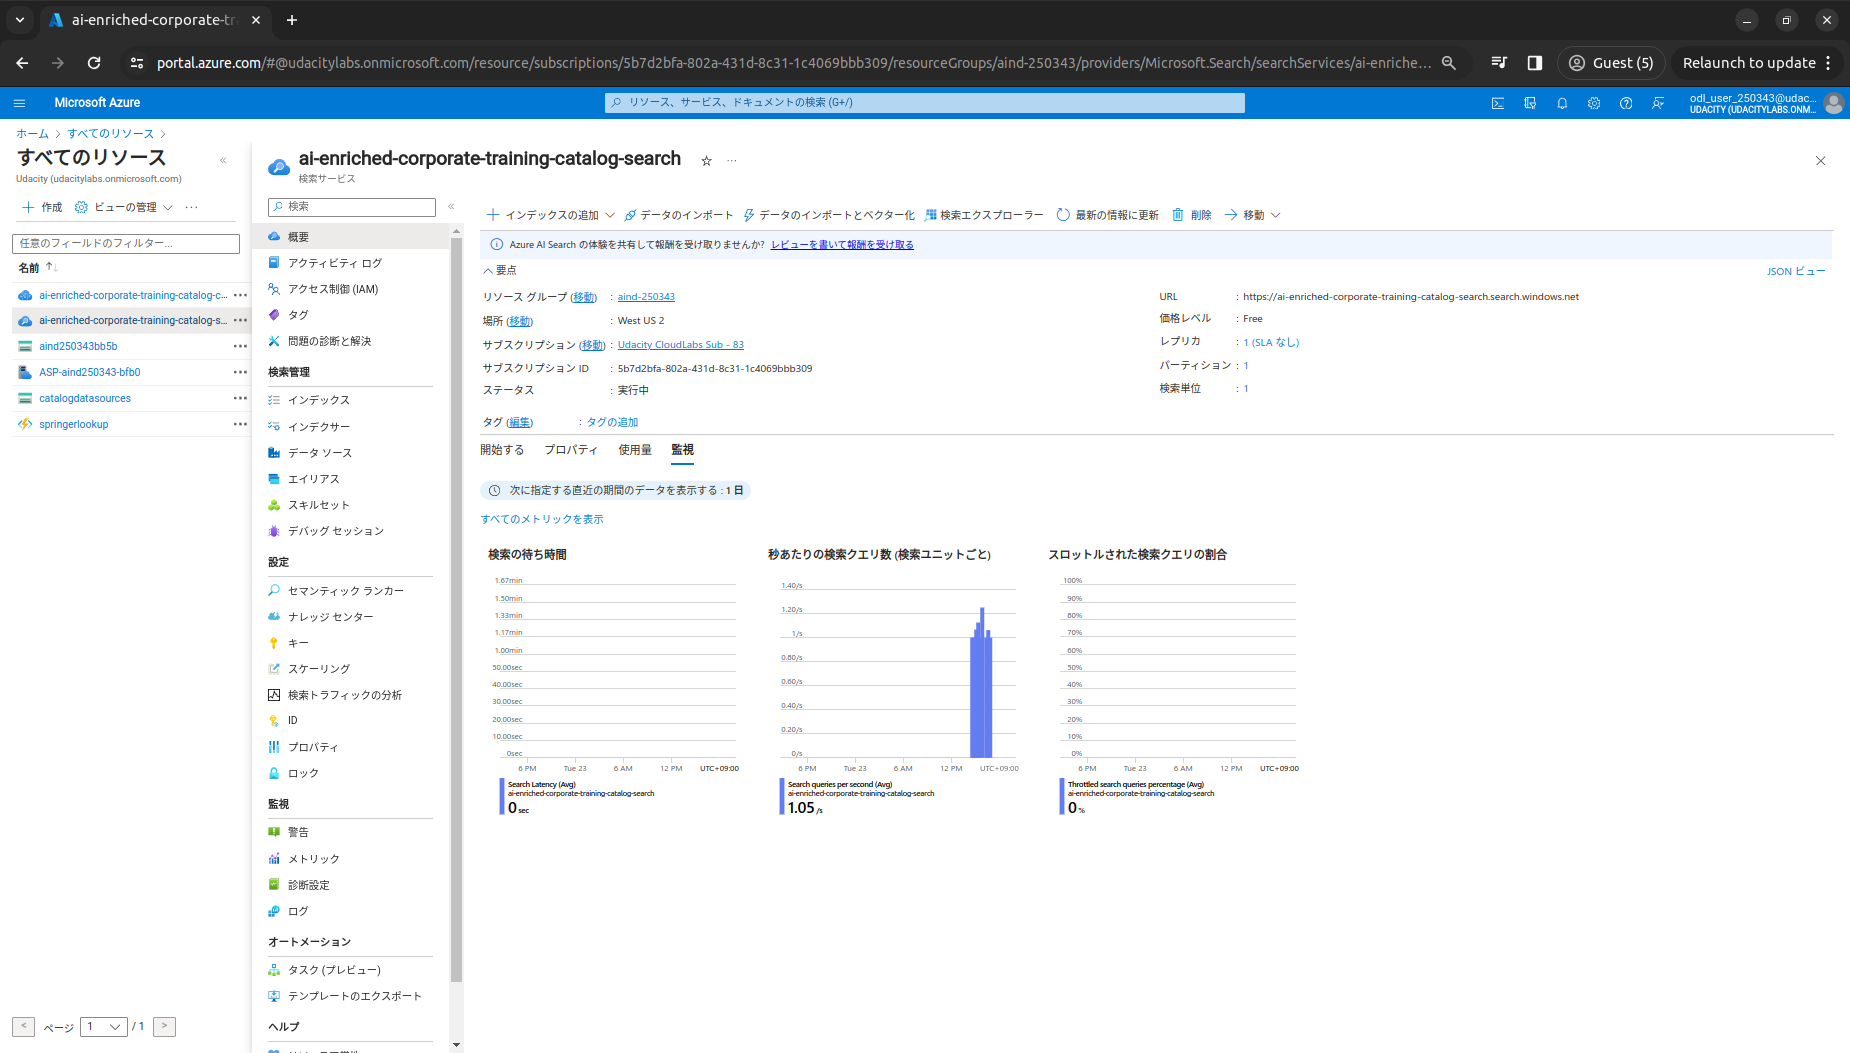 ai-enriched-corporate-tr
portal.azure.com/#@udacitylabs.onmicrosoft.com/resource/subscriptions/5b7d2bfa-802a-431d-8c31-1c4069bbb309/resourceGroups/aind-250343/providers/Microsoft.Search/searchServices/ai-enriche...
Guest (5)
Relaunch to update
Microsoft Azure
リソース、サービス、ドキュメントの検索 (G+/)
odl_user_250343@udac...
UDACITY (UDACITYLABS.ONM...
ホーム > すべてのリソース >
すべてのリソース
Udacity (udacitylabs.onmicrosoft.com)
作成 ビューの管理 ...
任意のフィールドのフィルター...
名前
ai-enriched-corporate-training-catalog-c...
ai-enriched-corporate-training-catalog-s...
aind250343bb5b
ASP-aind250343-bfb0
catalogdatasources
springerlookup
< ページ 1 / 1 >
ai-enriched-corporate-training-catalog-search
検索サービス
検索
概要
アクティビティ ログ
アクセス制御 (IAM)
タグ
問題の診断と解決
検索管理
インデックス
インデクサー
データ ソース
エイリアス
スキルセット
デバッグ セッション
設定
セマンティック ランカー
ナレッジ センター
キー
スケーリング
検索トラフィックの分析
ID
プロパティ
ロック
監視
警告
メトリック
診断設定
ログ
オートメーション
タスク (プレビュー)
テンプレートのエクスポート
ヘルプ
インデックスの追加 データのインポート データのインポートとベクター化 検索エクスプローラー 最新の情報に更新 削除 移動
Azure AI Search の体験を共有して報酬を受け取りませんか? レビューを書いて報酬を受け取る
要点
JSON ビュー
リソース グループ (移動) : aind-250343
場所 (移動) : West US 2
サブスクリプション (移動) : Udacity CloudLabs Sub - 83
サブスクリプション ID : 5b7d2bfa-802a-431d-8c31-1c4069bbb309
ステータス : 実行中
URL : https://ai-enriched-corporate-training-catalog-search.search.windows.net
価格レベル : Free
レプリカ : 1 (SLA なし)
パーティション : 1
検索単位 : 1
タグ (編集) : タグの追加
開始する プロパティ 使用量 監視
次に指定する直近の期間のデータを表示する : 1 日
すべてのメトリックを表示
検索の待ち時間
1.67min
1.50min
1.33min
1.17min
1.00min
50.00sec
40.00sec
30.00sec
20.00sec
10.00sec
0sec
6 PM Tue 23 6 AM 12 PM UTC+09:00
Search Latency (Avg)
ai-enriched-corporate-training-catalog-search
0 sec
秒あたりの検索クエリ数 (検索ユニットごと)
1.40/s
1.20/s
1/s
0.80/s
0.60/s
0.40/s
0.20/s
0/s
6 PM Tue 23 6 AM 12 PM UTC+09:00
Search queries per second (Avg)
ai-enriched-corporate-training-catalog-search
1.05 /s
スロットルされた検索クエリの割合
100%
90%
80%
70%
60%
50%
40%
30%
20%
10%
0%
6 PM Tue 23 6 AM 12 PM UTC+09:00
Throttled search queries percentage (Avg)
ai-enriched-corporate-training-catalog-search
0 %